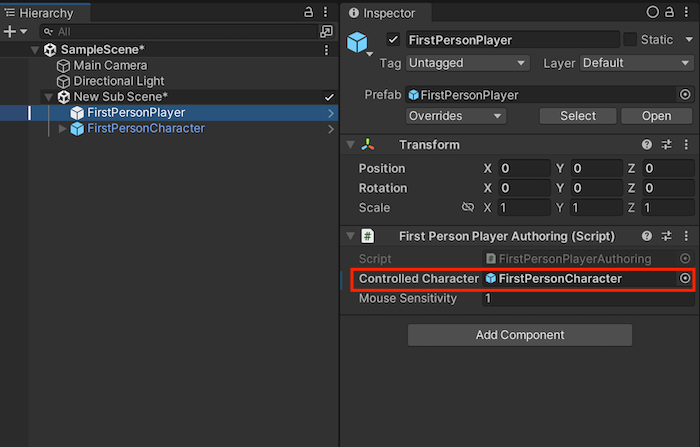 Hierarchy
All
SampleScene*
Main Camera
Directional Light
New Sub Scene*
FirstPersonPlayer
FirstPersonCharacter
Inspector
FirstPersonPlayer
Static
Tag Untagged Layer Default
Prefab FirstPersonPlayer
Overrides Select Open
Transform
Position X 0 Y 0 Z 0
Rotation X 0 Y 0 Z 0
Scale X 1 Y 1 Z 1
# First Person Player Authoring (Script)
Script # FirstPersonPlayerAuthoring
Controlled Character FirstPersonCharacter
Mouse Sensitivity 1
Add Component